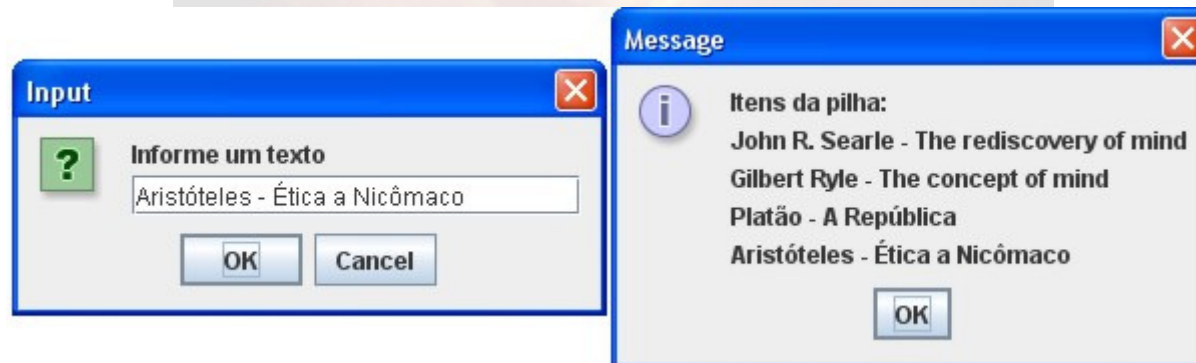 Input
Informe um texto
Aristóteles - Ética a Nicômaco
OK
Cancel
Message
Itens da pilha:
John R. Searle - The rediscovery of mind
Gilbert Ryle - The concept of mind
Platão - A República
Aristóteles - Ética a Nicômaco
OK